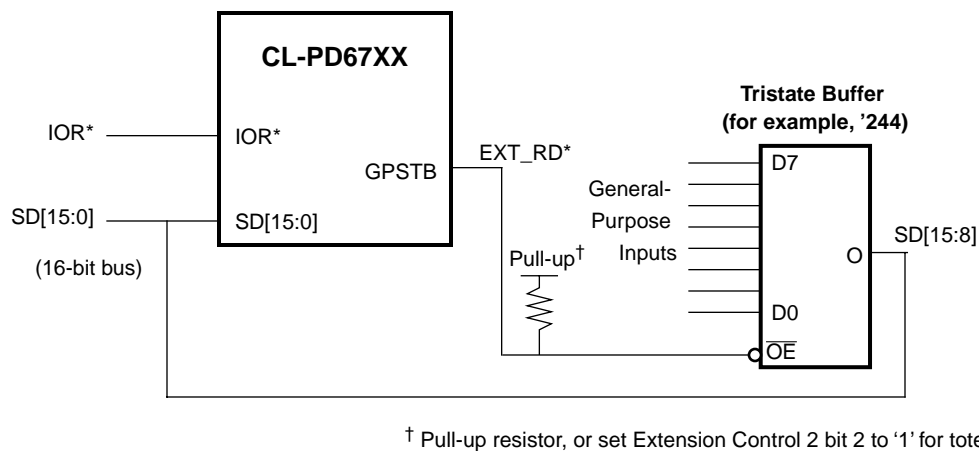 CL-PD67XX
Tristate Buffer
(for example, '244)
IOR*
IOR*
EXT_RD*
D7
GPSTB
General-
Purpose
Inputs
SD[15:0]
SD[15:0]
SD[15:8]
(16-bit bus)
Pull-up†
O
D0
OE
† Pull-up resistor, or set Extension Control 2 bit 2 to '1' for